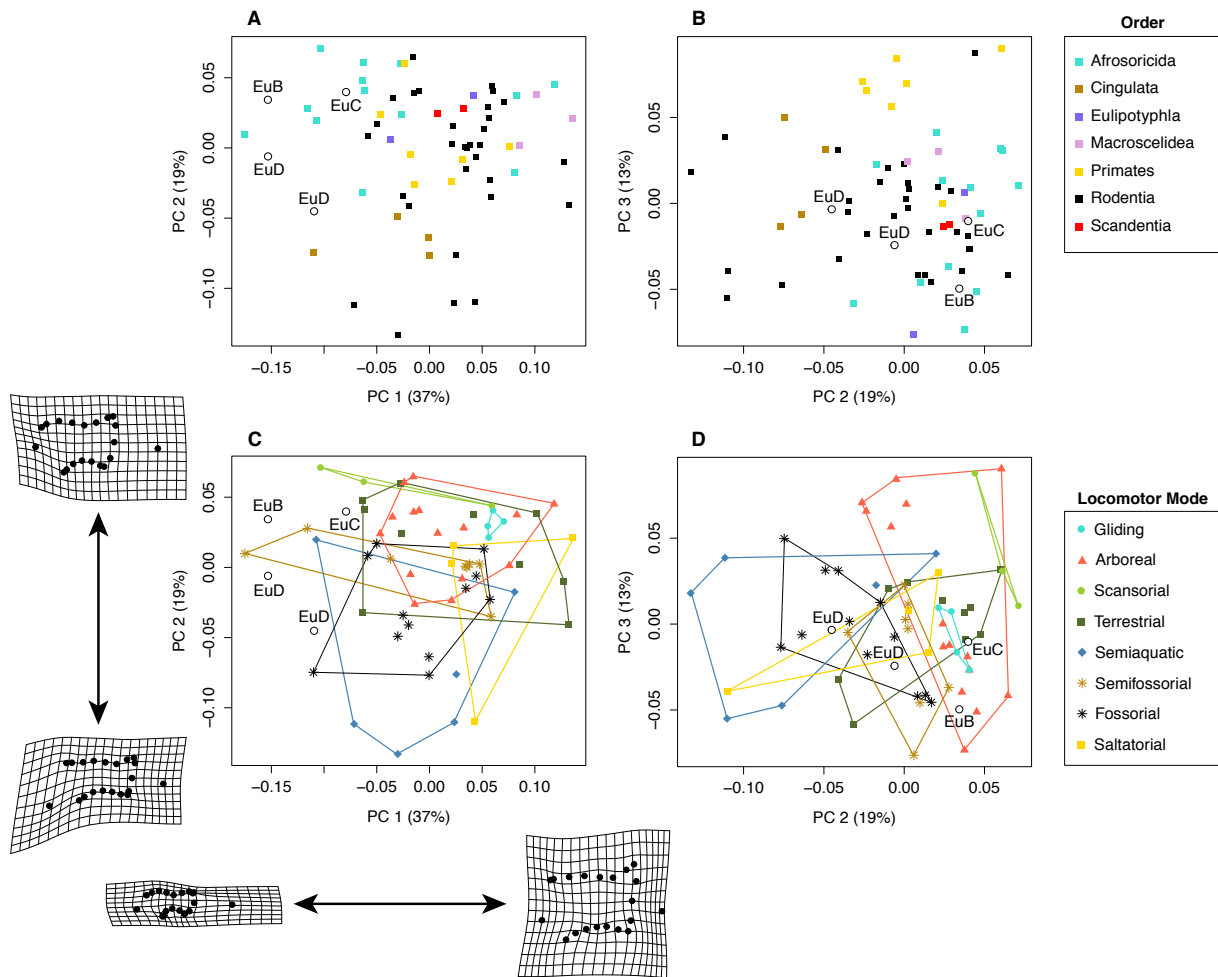 A
B
Order
Afrosoricida
Cingulata
Eulipotyphla
Macroscelidea
Primates
Rodentia
Scandentia
PC 2 (19%)
0.05
0.00
−0.05
−0.10
EuB
EuC
EuD
EuD
−0.15
−0.05
0.00
0.05
0.10
PC 1 (37%)
PC 3 (13%)
0.05
0.00
−0.05
EuD
EuD
EuC
EuB
−0.10
−0.05
0.00
0.05
PC 2 (19%)
C
D
Locomotor Mode
Gliding
Arboreal
Scansorial
Terrestrial
Semiaquatic
Semifossorial
Fossorial
Saltatorial
PC 2 (19%)
0.05
0.00
−0.05
−0.10
EuB
EuC
EuD
EuD
−0.15
−0.05
0.00
0.05
0.10
PC 1 (37%)
PC 3 (13%)
0.05
0.00
−0.05
EuD
EuD
EuC
EuB
−0.10
−0.05
0.00
0.05
PC 2 (19%)